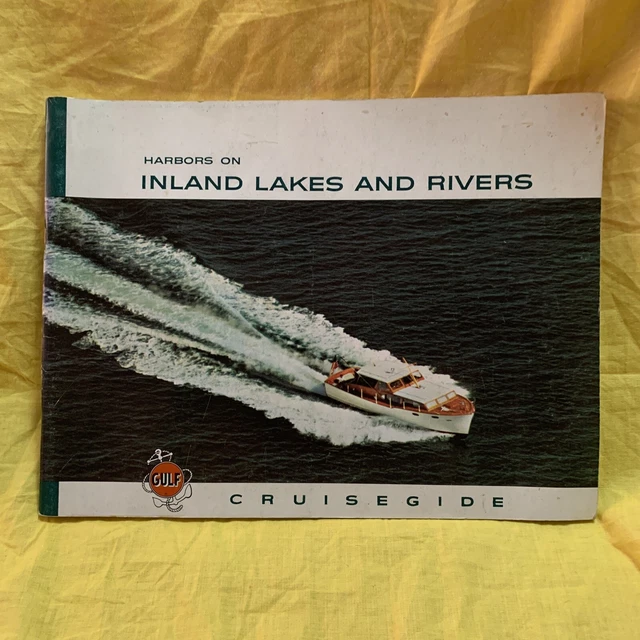 HARBORS ON
INLAND LAKES AND RIVERS
GULF
CRUISEGIDE